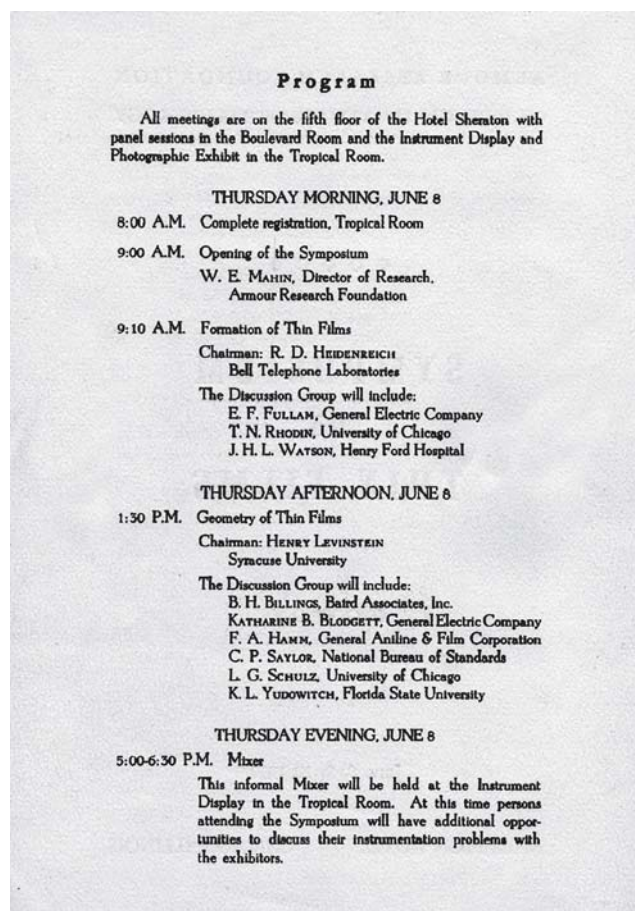 Program
All meetings are on the fifth floor of the Hotel Sheraton with
panel sessions in the Boulevard Room and the Instrument Display and
Photographic Exhibit in the Tropical Room.
THURSDAY MORNING, JUNE 8
8:00 A.M. Complete registration, Tropical Room
9:00 A.M. Opening of the Symposium
W. E. MAHIN, Director of Research,
Armour Research Foundation
9:10 A.M. Formation of Thin Films
Chairman: R. D. HEIDENREICH
Bell Telephone Laboratories
The Discussion Group will include:
E. F. FULLAM, General Electric Company
T. N. RHODIN, University of Chicago
J. H. L. WATSON, Henry Ford Hospital
THURSDAY AFTERNOON, JUNE 8
1:30 P.M. Geometry of Thin Films
Chairman: HENRY LEVINSTEIN
Syracuse University
The Discussion Group will include:
B. H. BILLINGS, Baird Associates, Inc.
KATHARINE B. BLODGETT, General Electric Company
F. A. HAMM, General Aniline & Film Corporation
C. P. SAYLOR, National Bureau of Standards
L. G. SCHULZ, University of Chicago
K. L. YUDOWITCH, Florida State University
THURSDAY EVENING, JUNE 8
5:00-6:30 P.M. Mixer
This informal Mixer will be held at the Instrument
Display in the Tropical Room. At this time persons
attending the Symposium will have additional oppor-
tunities to discuss their instrumentation problems with
the exhibitors.